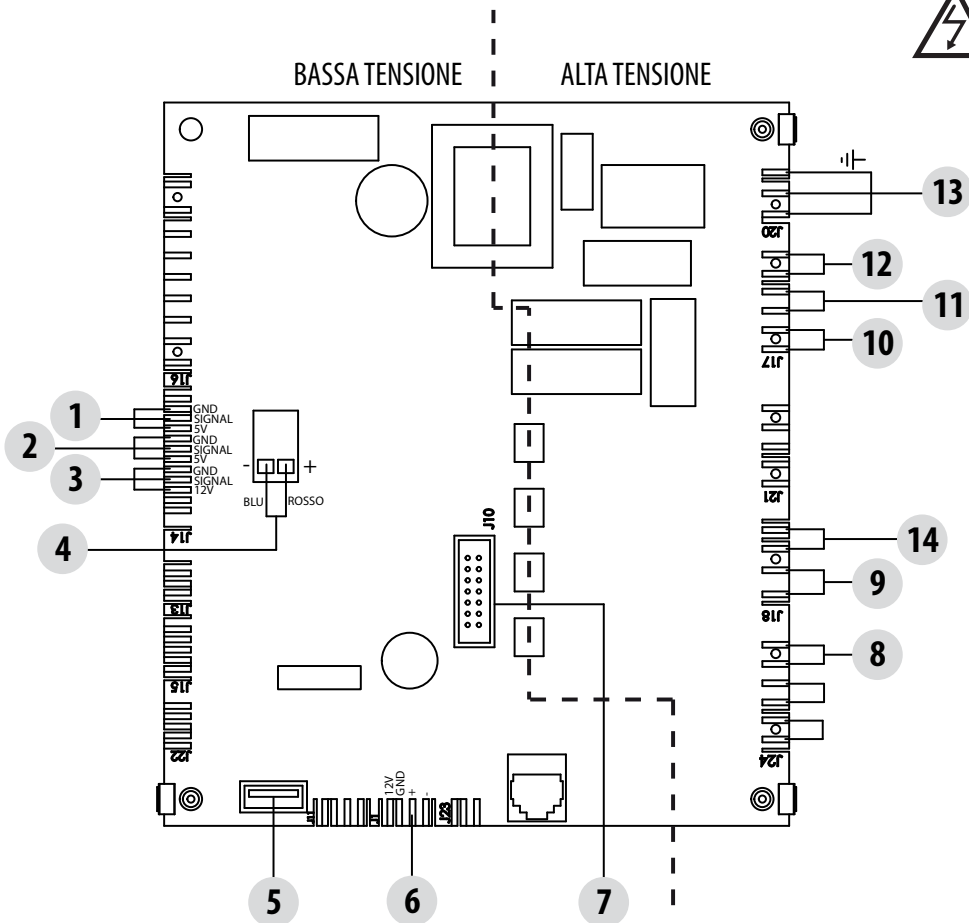 BASSA TENSIONE
ALTA TENSIONE
13
J20
12
11
10
J17
J16
1
GND
SIGNAL
5V
2
GND
SIGNAL
5V
3
GND
SIGNAL
12V
-
+
BLU
ROSSO
J21
J10
J14
4
14
9
J13
J18
8
J15
J22
J24
12V
GND
+
-
J11
J1
J23
5
6
7